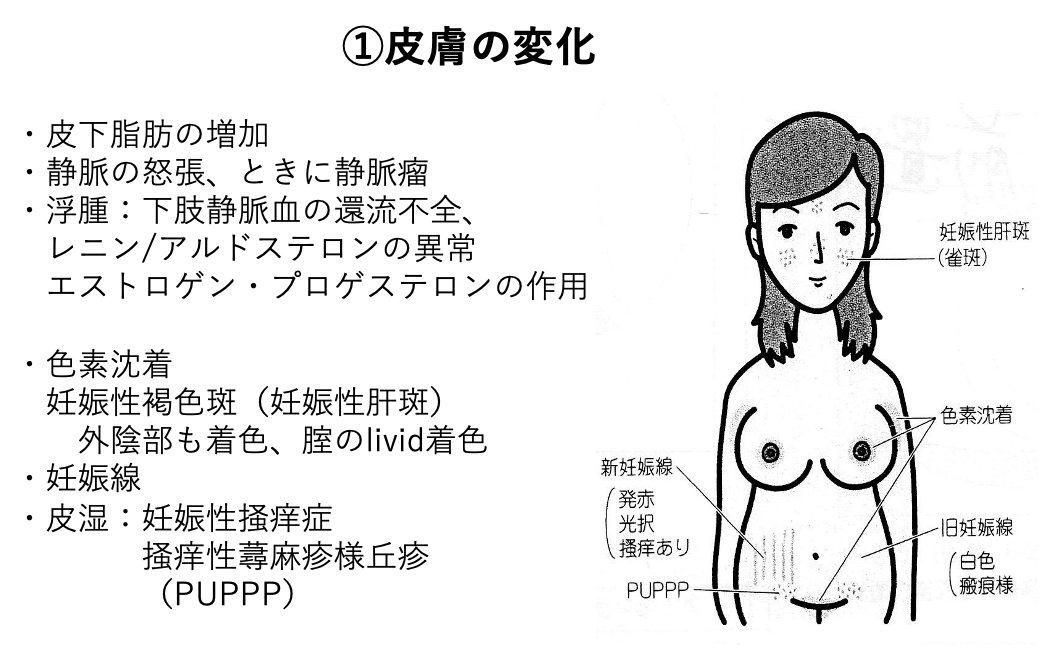 ①皮膚の変化
・皮下脂肪の増加
・静脈の怒張、ときに静脈瘤
・浮腫：下肢静脈血の還流不全、
レニン/アルドステロンの異常
エストロゲン・プロゲステロンの作用
・色素沈着
妊娠性褐色斑（妊娠性肝斑）
外陰部も着色、腟のlivid着色
・妊娠線
・皮湿：妊娠性掻痒症
掻痒性蕁麻疹様丘疹
（PUPPP）
妊娠性肝斑
(雀斑)
色素沈着
新妊娠線
発赤
光択
搔痒あり
PUPPP
旧妊娠線
白色
瘢痕様